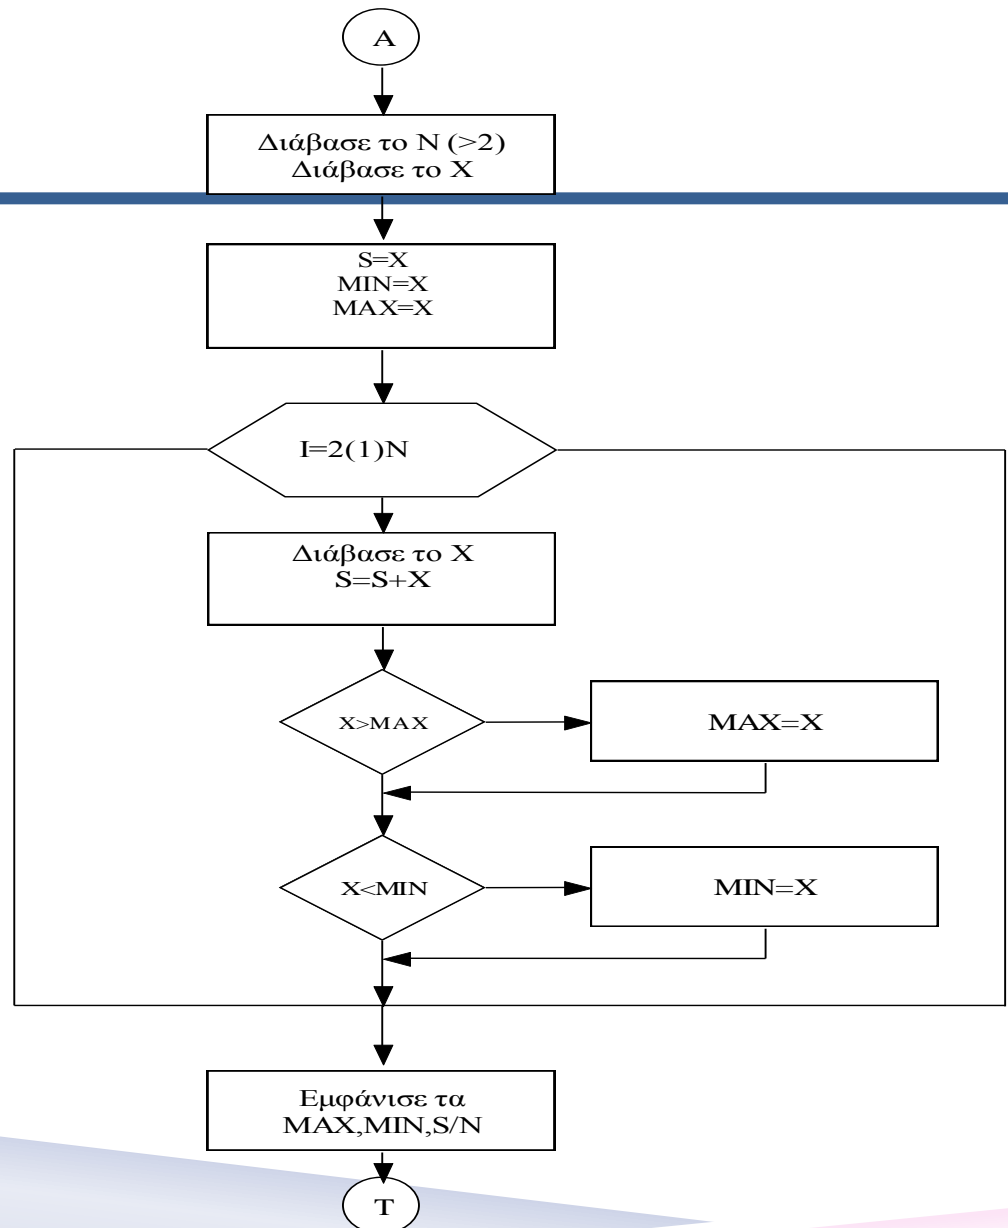 Α
Διάβασε το Ν (>2)
Διάβασε το Χ
S=X
MIN=X
MAX=X
I=2(1)N
Διάβασε το Χ
S=S+X
X>MAX
MAX=X
X<MIN
MIN=X
Εμφάνισε τα
MAX,MIN,S/N
Τ